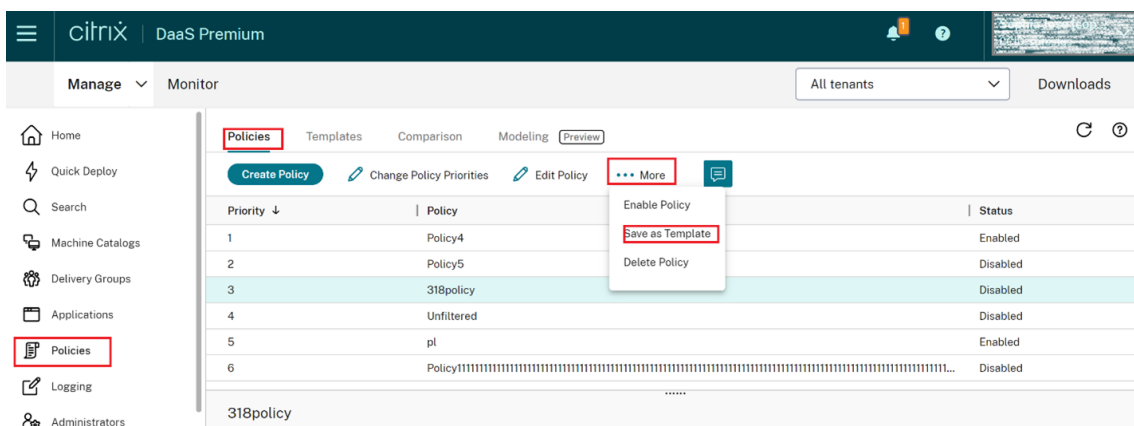 citrix DaaS Premium 1
Manage Monitor All tenants Downloads
Home
Quick Deploy
Search
Machine Catalogs
Delivery Groups
Applications
Policies
Logging
Administrators
Policies Templates Comparison Modeling Preview
Create Policy Change Policy Priorities Edit Policy ••• More
Enable Policy
Save as Template
Delete Policy
Priority ↓ Policy Status
1 Policy4 Enabled
2 Policy5 Disabled
3 318policy Disabled
4 Unfiltered Disabled
5 pl Enabled
6 Disabled
318policy